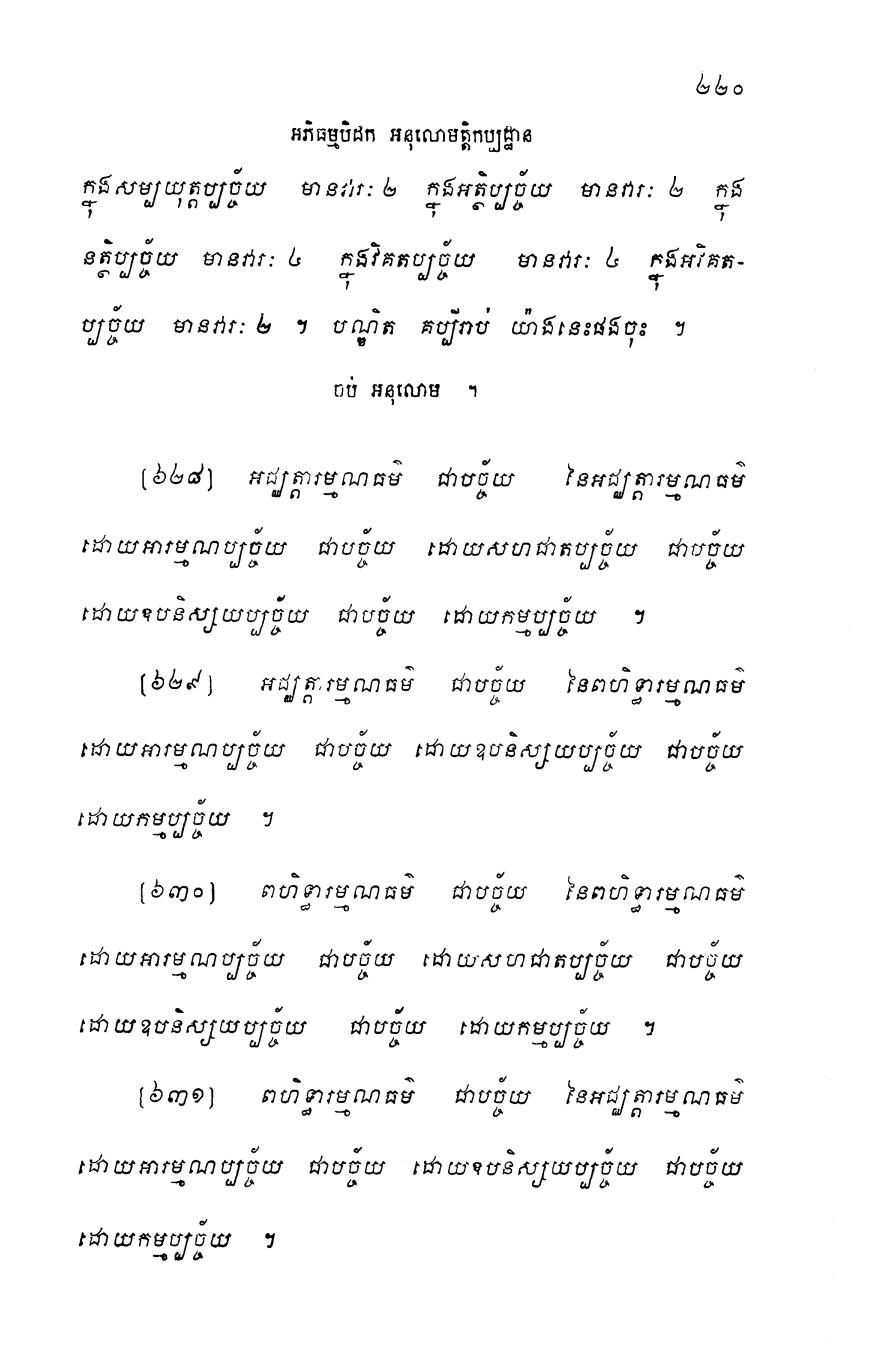 ២២០
អភិធម្មបិដក អនុលោមត្តិកប្បដ្ឋាន
ក្នុងសម្បយុត្តប្បច្ច័យ មានវារៈ ២ ក្នុងអត្ថិប្បច្ច័យ មានវារៈ ២ ក្នុង
នត្ថិប្បច្ច័យ មានវារៈ ៤ ក្នុងវិគតប្បច្ច័យ មានវារៈ ៤ ក្នុងអវិគត-
ប្បច្ច័យ មានវារៈ ២ ។ បណ្ឌិត គប្បីរាប់ យ៉ាងនេះផងចុះ ។
ចប់ អនុលោម ។
[៦២៨] អជ្ឈត្តារម្មណធម៌ ជាបច្ច័យ នៃអជ្ឈត្តារម្មណធម៌
ដោយអារម្មណប្បច្ច័យ ជាបច្ច័យ ដោយសហជាតប្បច្ច័យ ជាបច្ច័យ
ដោយឧបនិស្សយប្បច្ច័យ ជាបច្ច័យ ដោយកម្មប្បច្ច័យ ។
[៦២៩] អជ្ឈត្តារម្មណធម៌ ជាបច្ច័យ នៃពហិទ្ធារម្មណធម៌
ដោយអារម្មណប្បច្ច័យ ជាបច្ច័យ ដោយឧបនិស្សយប្បច្ច័យ ជាបច្ច័យ
ដោយកម្មប្បច្ច័យ ។
[៦៣០] ពហិទ្ធារម្មណធម៌ ជាបច្ច័យ នៃពហិទ្ធារម្មណធម៌
ដោយអារម្មណប្បច្ច័យ ជាបច្ច័យ ដោយសហជាតប្បច្ច័យ ជាបច្ច័យ
ដោយឧបនិស្សយប្បច្ច័យ ជាបច្ច័យ ដោយកម្មប្បច្ច័យ ។
[៦៣១] ពហិទ្ធារម្មណធម៌ ជាបច្ច័យ នៃអជ្ឈត្តារម្មណធម៌
ដោយអារម្មណប្បច្ច័យ ជាបច្ច័យ ដោយឧបនិស្សយប្បច្ច័យ ជាបច្ច័យ
ដោយកម្មប្បច្ច័យ ។